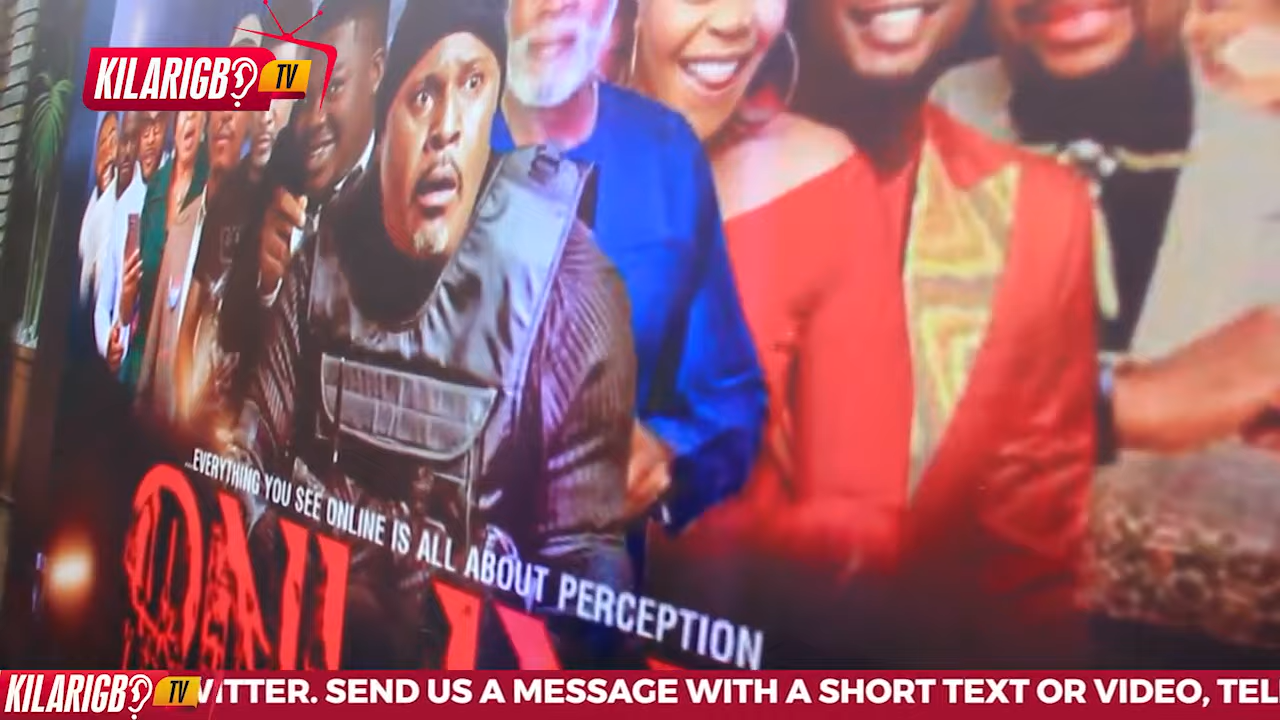 KILARIGBO TV
...EVERYTHING YOU SEE ONLINE IS ALL ABOUT PERCEPTION
KILARIGBO TV
WITTER. SEND US A MESSAGE WITH A SHORT TEXT OR VIDEO, TEL